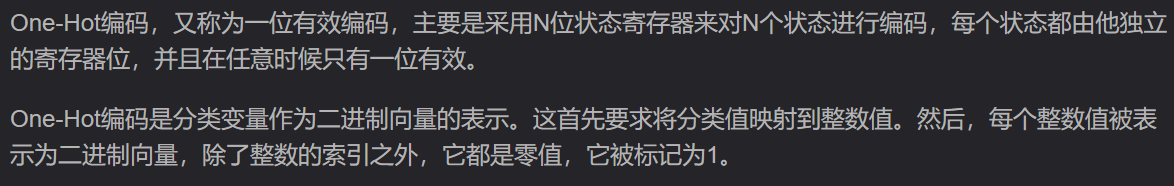 One-Hot编码，又称为一位有效编码，主要是采用N位状态寄存器来对N个状态进行编码，每个状态都由他独立
的寄存器位，并且在任意时候只有一位有效。
One-Hot编码是分类变量作为二进制向量的表示。这首先要求将分类值映射到整数值。然后，每个整数值被表
示为二进制向量，除了整数的索引之外，它都是零值，它被标记为1。